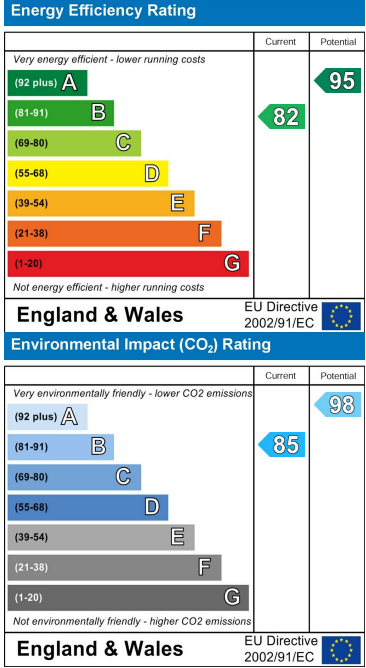 Energy Efficiency Rating
Current Potential
Very energy efficient - lower running costs
(92 plus) A
95
(81-91) B
82
(69-80) C
(55-68) D
(39-54) E
(21-38) F
(1-20) G
Not energy efficient - higher running costs
England & Wales
EU Directive
2002/91/EC
Environmental Impact (CO₂) Rating
Current Potential
Very environmentally friendly - lower CO2 emissions
(92 plus) A
98
(81-91) B
85
(69-80) C
(55-68) D
(39-54) E
(21-38) F
(1-20) G
Not environmentally friendly - higher CO2 emissions
England & Wales
EU Directive
2002/91/EC